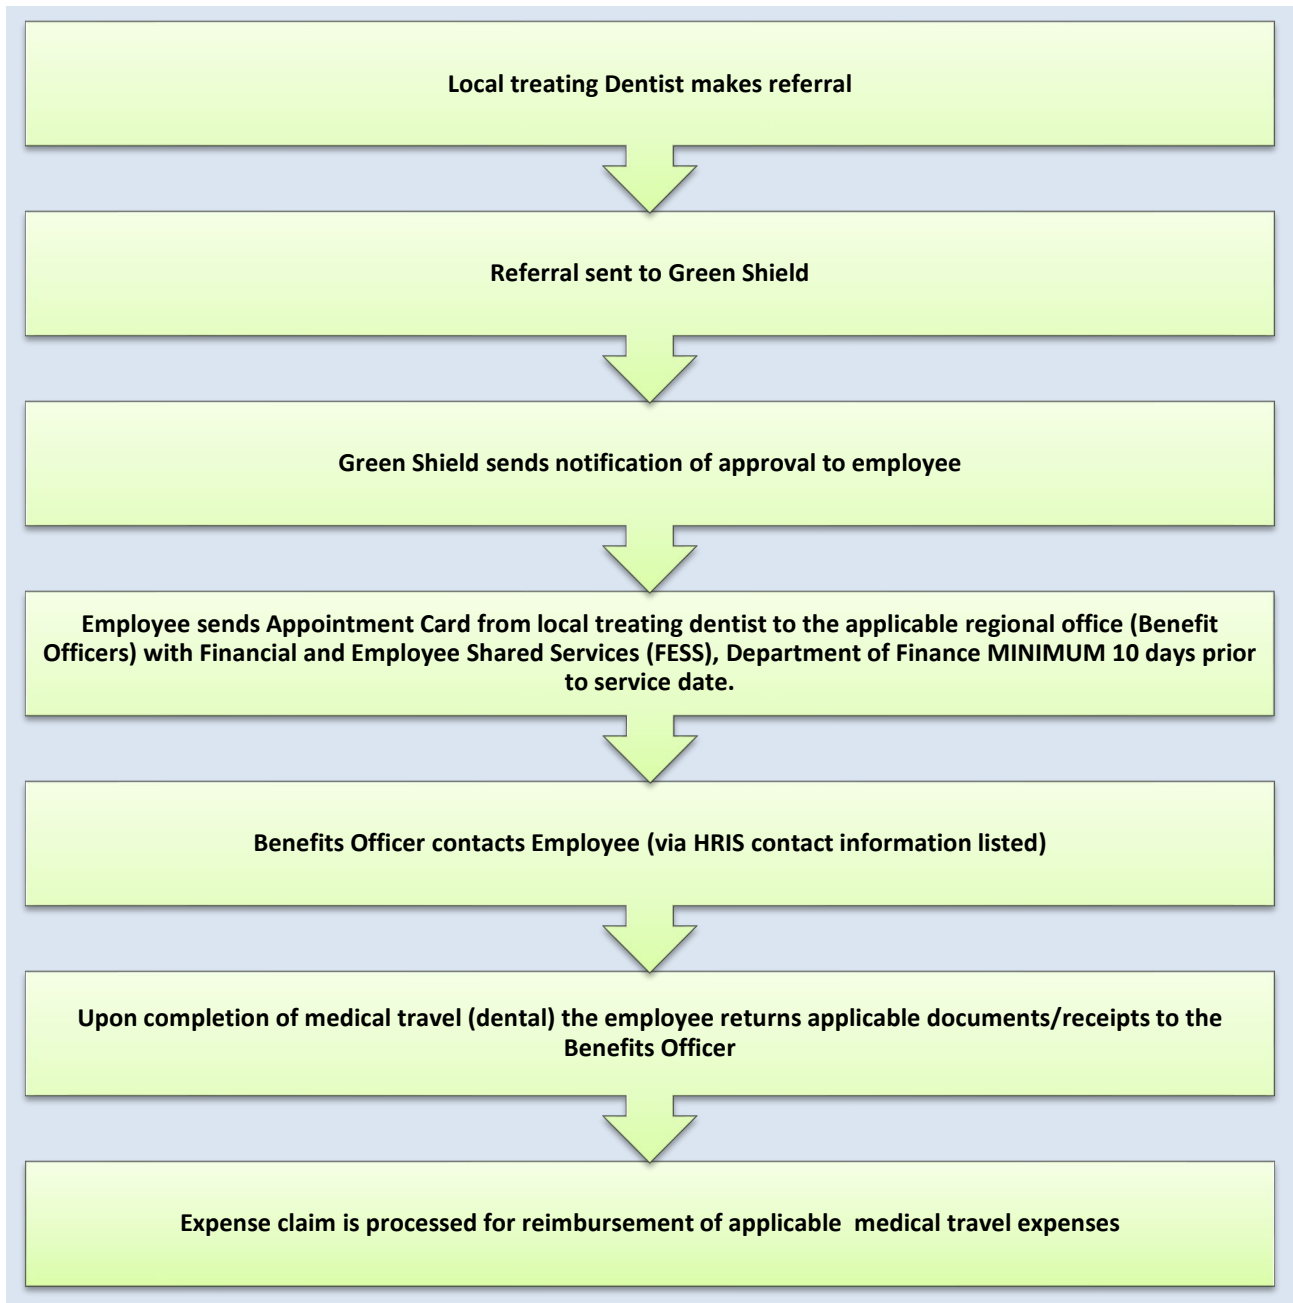 Local treating Dentist makes referral
Referral sent to Green Shield
Green Shield sends notification of approval to employee
Employee sends Appointment Card from local treating dentist to the applicable regional office (Benefit
Officers) with Financial and Employee Shared Services (FESS), Department of Finance MINIMUM 10 days prior
to service date.
Benefits Officer contacts Employee (via HRIS contact information listed)
Upon completion of medical travel (dental) the employee returns applicable documents/receipts to the
Benefits Officer
Expense claim is processed for reimbursement of applicable  medical travel expenses